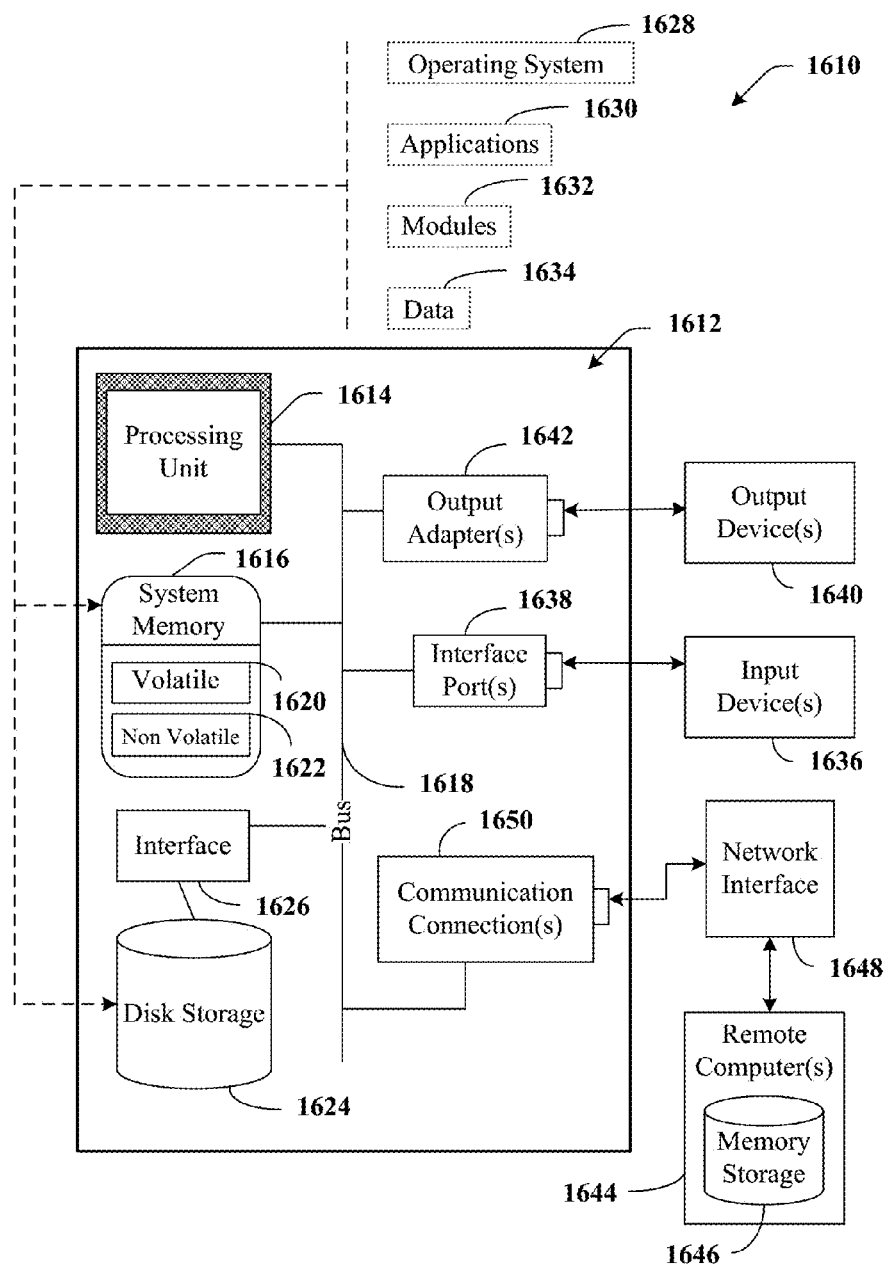 1628
Operating System
1610
1630
Applications
1632
Modules
1634
Data
1612
1614
Processing
Unit
1642
Output
Adapter(s)
Output
Device(s)
1640
1616
System
Memory
Volatile
1620
Non Volatile
1622
1638
Interface
Port(s)
Input
Device(s)
1636
1618
Bus
Interface
1626
1650
Communication
Connection(s)
Network
Interface
1648
Disk Storage
1624
Remote
Computer(s)
Memory
Storage
1644
1646